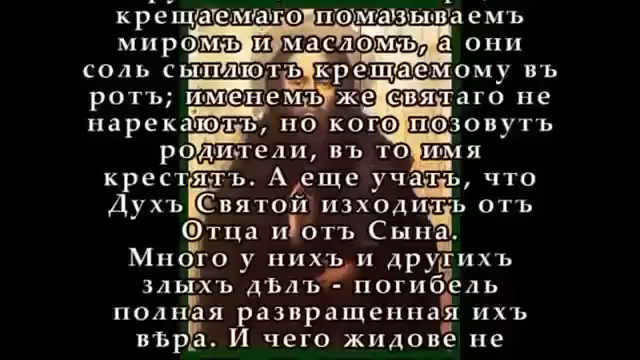 крещаемаго помазываемъ
миромъ и масломъ, а они
соль сыплютъ крещаемому въ
ротъ; именемъ же святаго не
нарекаютъ, но кого позовутъ
родители, въ то имя
крестятъ. А еще учатъ, что
Духъ Святой изходитъ отъ
Отца и отъ Сына.
Много у нихъ и другихъ
злыхъ дѣлъ - погибель
полная развращенная ихъ
вѣра. И чего жидове не